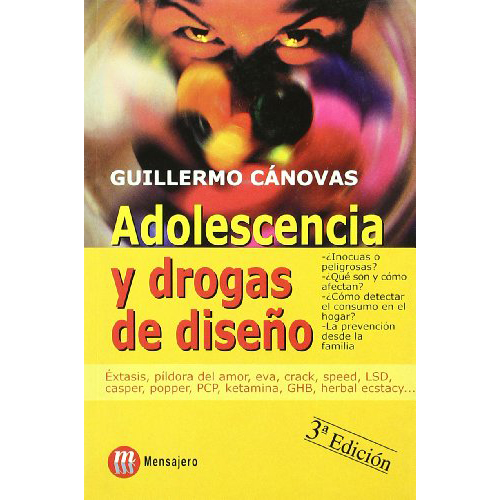 GUILLERMO CÁNOVAS
Adolescencia
y drogas
de diseño
-¿Inocuas o
peligrosas?
-¿Qué son y cómo
afectan?
-¿Cómo detectar
el consumo en el
hogar?
-La prevención
desde la
familia
Éxtasis, píldora del amor, eva, crack, speed, LSD,
casper, popper, PCP, ketamina, GHB, herbal ecstacy...
3ª Edición
m
Mensajero